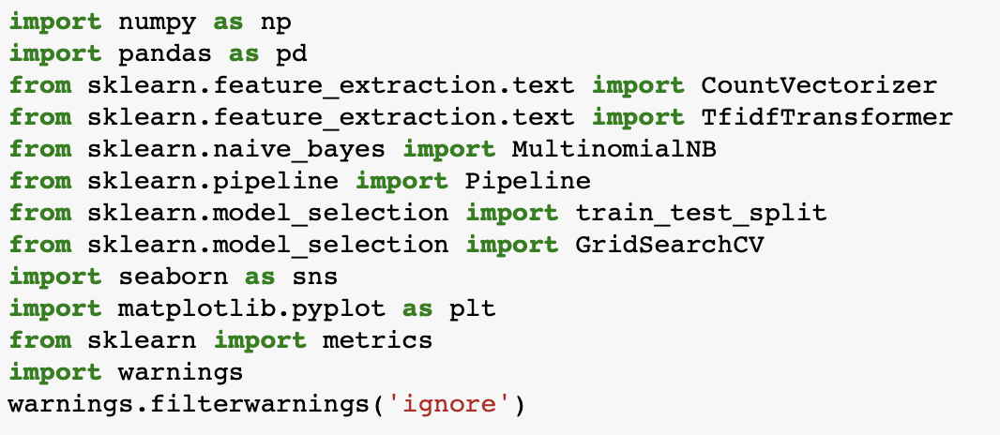 import numpy as np
import pandas as pd
from sklearn.feature_extraction.text import CountVectorizer
from sklearn.feature_extraction.text import TfidfTransformer
from sklearn.naive_bayes import MultinomialNB
from sklearn.pipeline import Pipeline
from sklearn.model_selection import train_test_split
from sklearn.model_selection import GridSearchCV
import seaborn as sns
import matplotlib.pyplot as plt
from sklearn import metrics
import warnings
warnings.filterwarnings('ignore')